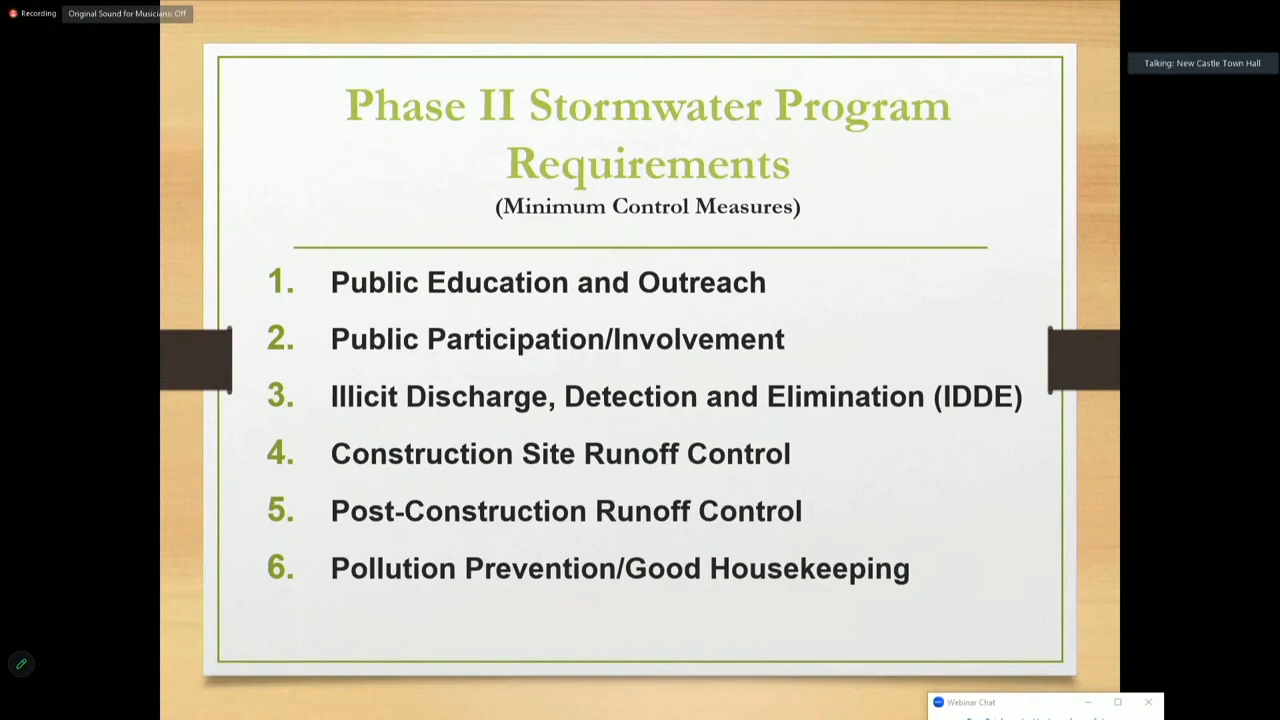 Recording
Original Sound for Musicians: Off
Talking: New Castle Town Hall
Phase II Stormwater Program
Requirements
(Minimum Control Measures)
1. Public Education and Outreach
2. Public Participation/Involvement
3. Illicit Discharge, Detection and Elimination (IDDE)
4. Construction Site Runoff Control
5. Post-Construction Runoff Control
6. Pollution Prevention/Good Housekeeping
Webinar Chat